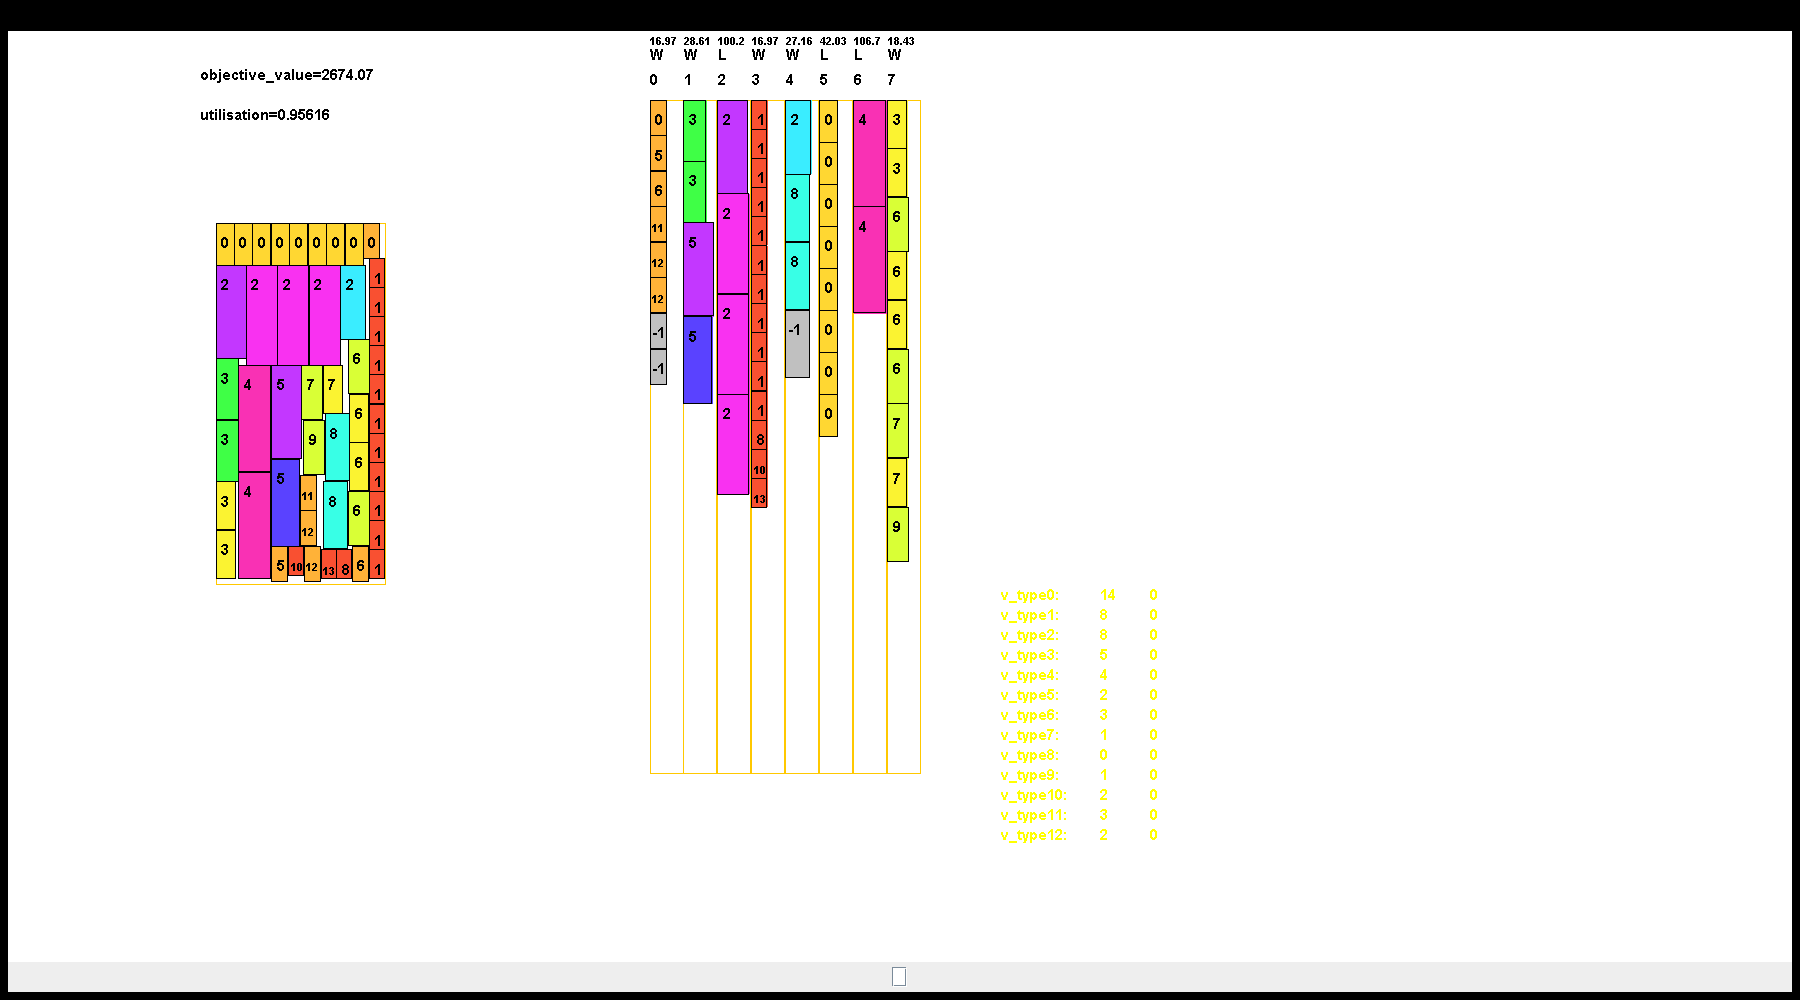 16.97 28.61 100.2 16.97 27.16 42.03 106.7 18.43
W W L W W L L W
objective_value=2674.07
0 1 2 3 4 5 6 7
utilisation=0.95616
0 3 2 1 2 0 4 3
1
5 0 3
1
6 3 8 6
2 1 0
11 5 1 4
0 0 0 0 0 0 0 0 0
12 1 8 0 6
1
2 2 2 2 2 1
12 1 0
-1 2 5 1 -1 6
1
-1 1 0 6
6
3 4 5 7 7 1
1 0
2 1 0 7
6
3 9 8 1
8
1
10 7
3 4 5 11 8 6 1
13
12 9
3 1
5 10 12 13 8 6 1
v_type0: 14 0
v_type1: 8 0
v_type2: 8 0
v_type3: 5 0
v_type4: 4 0
v_type5: 2 0
v_type6: 3 0
v_type7: 1 0
v_type8: 0 0
v_type9: 1 0
v_type10: 2 0
v_type11: 3 0
v_type12: 2 0